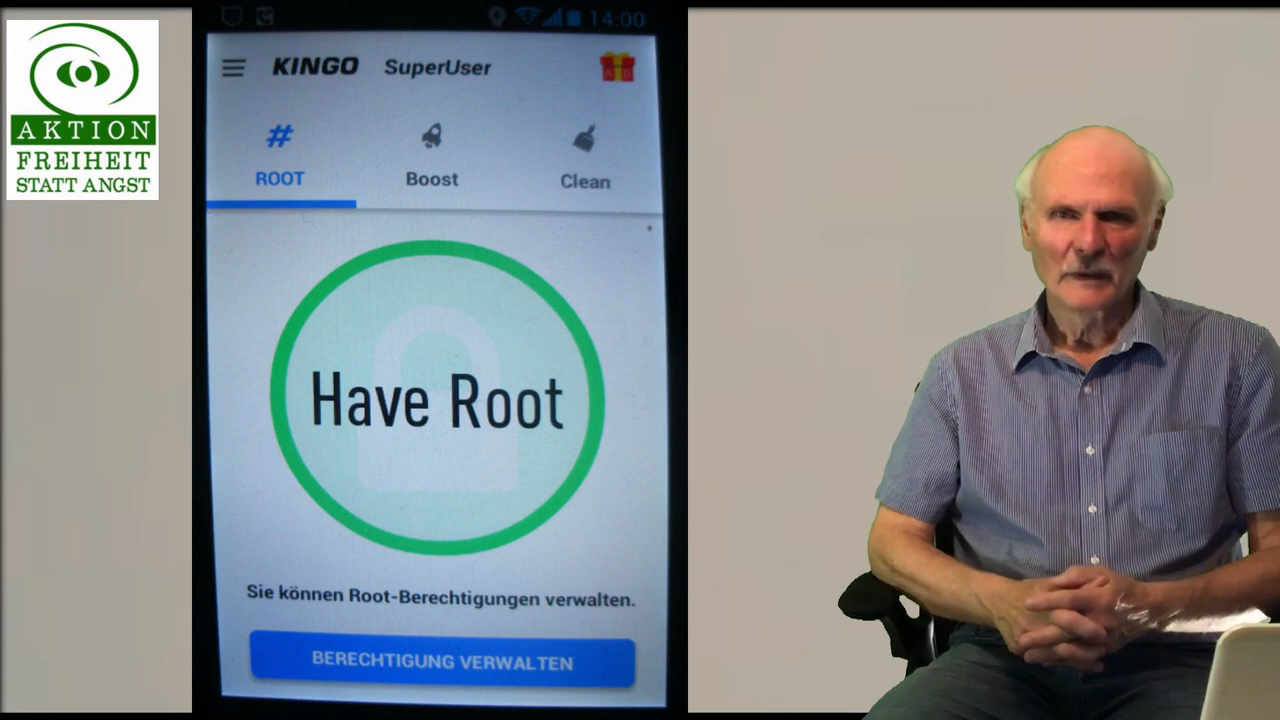 AKTION
FREIHEIT
STATT ANGST
14:00
KINGO SuperUser
# ROOT
Boost
Clean
Have Root
Sie können Root-Berechtigungen verwalten.
BERECHTIGUNG VERWALTEN